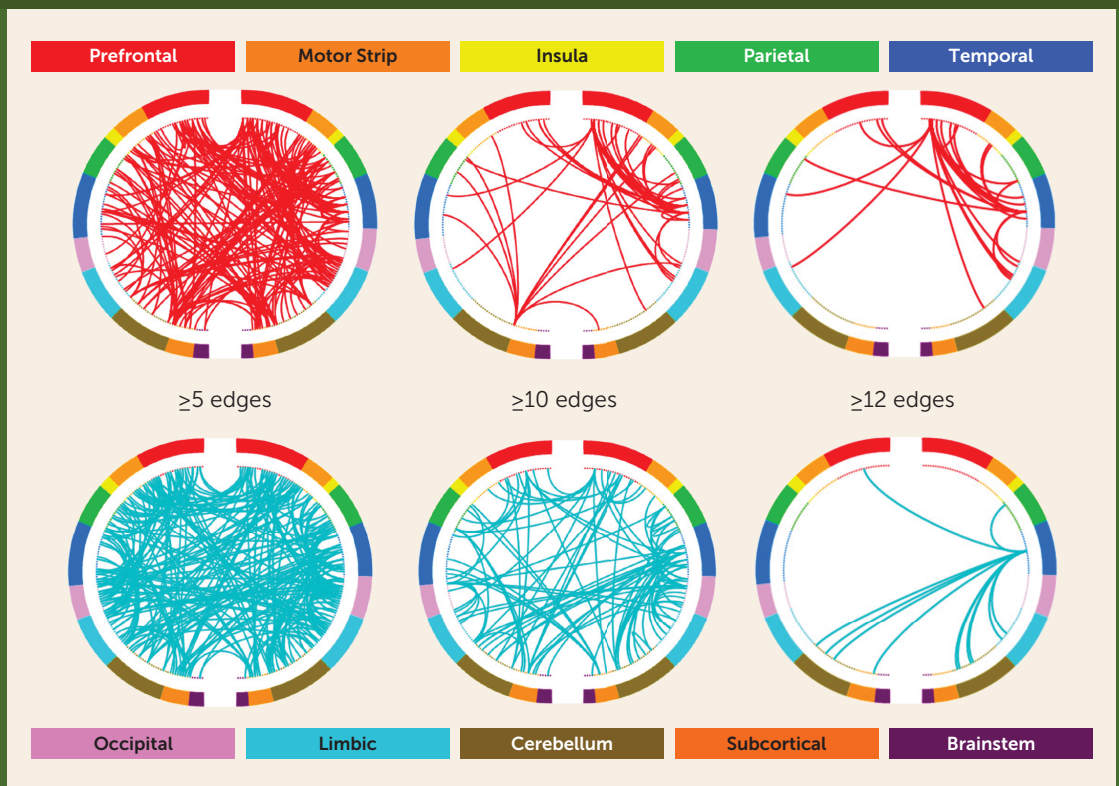 Prefrontal Motor Strip Insula Parietal Temporal
≥5 edges ≥10 edges ≥12 edges
Occipital Limbic Cerebellum Subcortical Brainstem